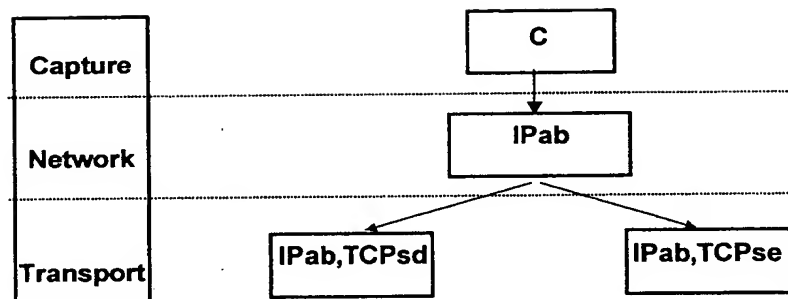 Capture
C
Network
IPab
Transport
IPab,TCPsd
IPab,TCPse